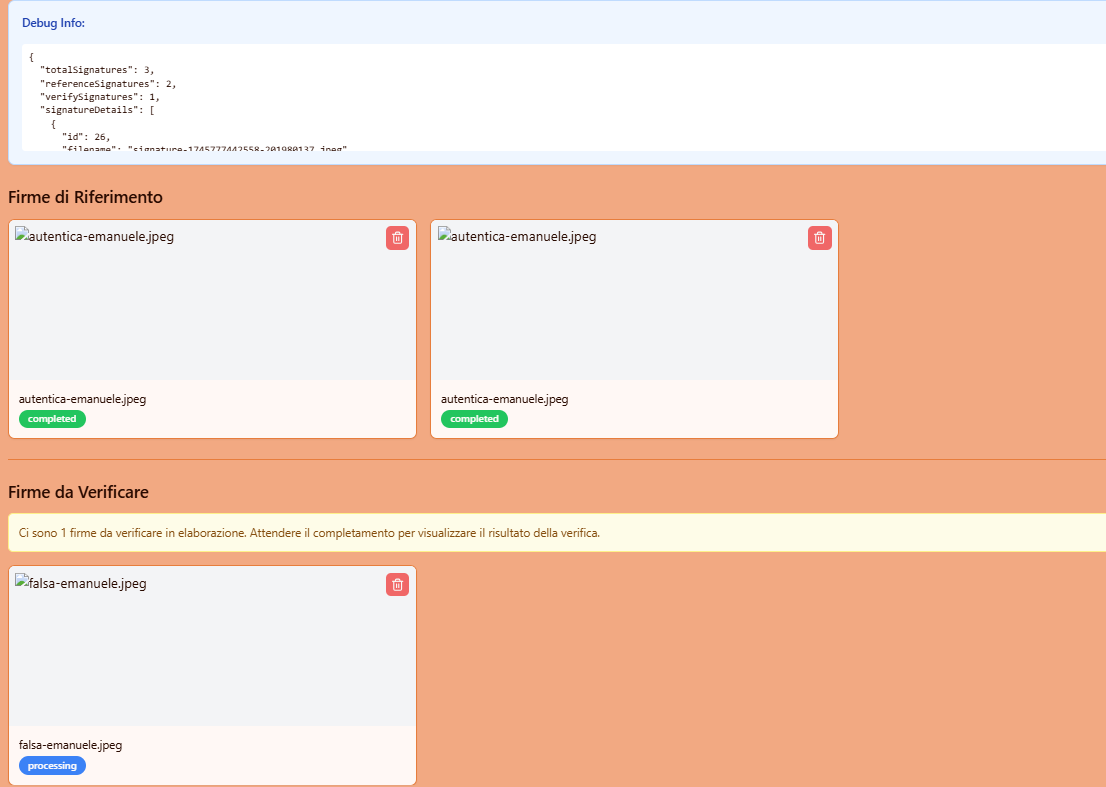 Debug Info:
{
"totalSignatures": 3,
"referenceSignatures": 2,
"verifySignatures": 1,
"signatureDetails": [
{
"id": 26,
"filename": "signature-1745777442558-201980137.jpeg"
Firme di Riferimento
autentica-emanuele.jpeg
autentica-emanuele.jpeg
autentica-emanuele.jpeg
completed
autentica-emanuele.jpeg
completed
Firme da Verificare
Ci sono 1 firme da verificare in elaborazione. Attendere il completamento per visualizzare il risultato della verifica.
falsa-emanuele.jpeg
falsa-emanuele.jpeg
processing